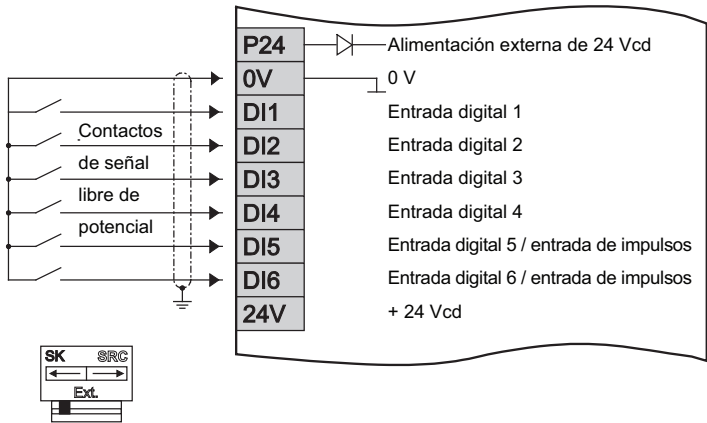 P24 Alimentación externa de 24 Vcd
0V 0 V
DI1 Entrada digital 1
DI2 Entrada digital 2
DI3 Entrada digital 3
DI4 Entrada digital 4
DI5 Entrada digital 5 / entrada de impulsos
DI6 Entrada digital 6 / entrada de impulsos
24V + 24 Vcd
Contactos
de señal
libre de
potencial
SK SRC
Ext.